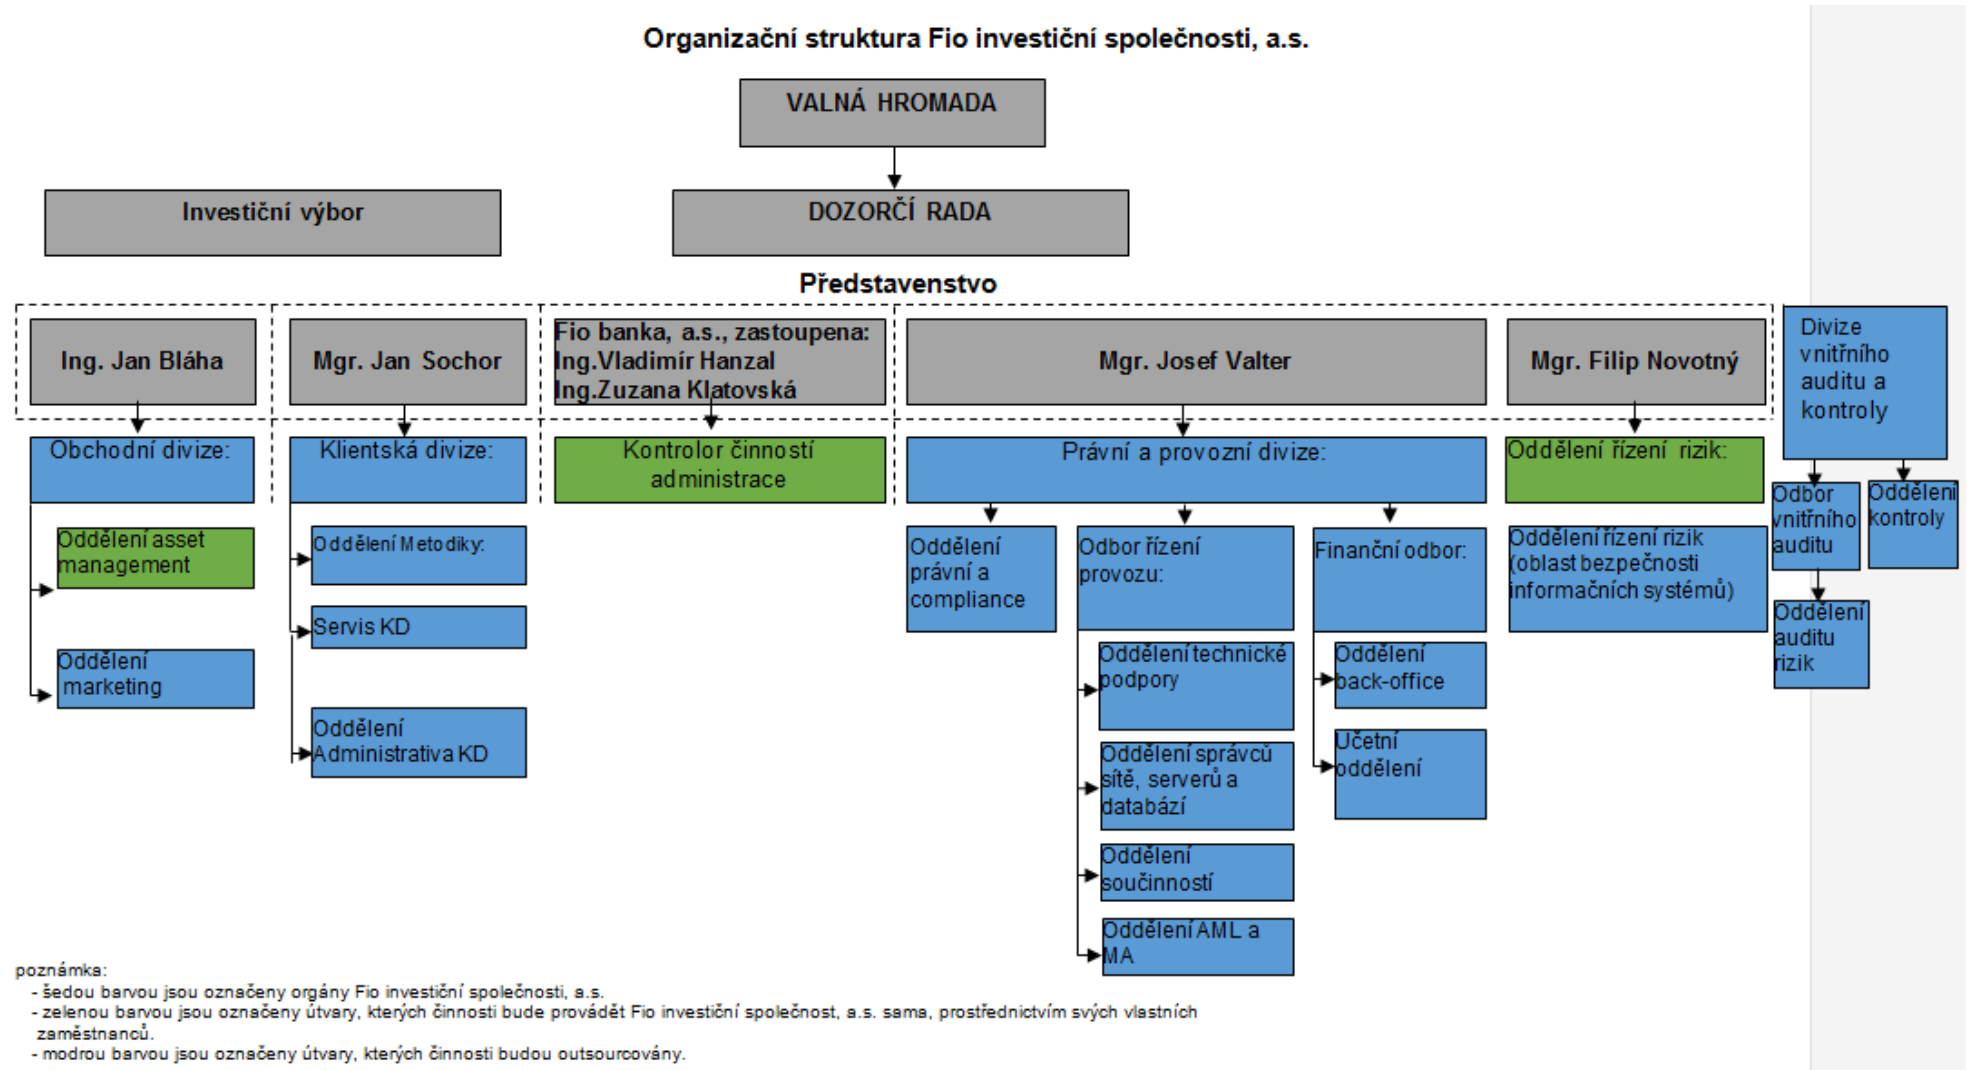 Organizační struktura Fio investiční společnosti, a.s.
VALNÁ HROMADA
Investiční výbor
DOZORČÍ RADA
Představenstvo
Ing. Jan Bláha
Mgr. Jan Sochor
Fio banka, a.s., zastoupena:
Ing.Vladimír Hanzal
Ing.Zuzana Klatovská
Mgr. Josef Valter
Mgr. Filip Novotný
Divize
vnitřního
auditu a
kontroly
Obchodní divize:
Klientská divize:
Kontrolor činností
administrace
Právní a provozní divize:
Oddělení řízení rizik:
Odbor
vnitřního
auditu
Oddělení
kontroly
Oddělení asset
management
Oddělení
marketing
Oddělení Metodiky:
Servis KD
Oddělení
Administrativa KD
Oddělení
právní a
compliance
Odbor řízení
provozu:
Finanční odbor:
Oddělení řízení rizik
(oblast bezpečnosti
informačních systémů)
Oddělení
auditu
rizik
Oddělení technické
podpory
Oddělení
back-office
Oddělení správců
sítě, serverů a
databází
Učetní
oddělení
Oddělení
součinností
Oddělení AML a
MA
poznámka:
- šedou barvou jsou označeny orgány Fio investiční společnosti, a.s.
- zelenou barvou jsou označeny útvary, kterých činnosti bude provádět Fio investiční společnost, a.s. sama, prostřednictvím svých vlastních
zaměstnanců.
- modrou barvou jsou označeny útvary, kterých činnosti budou outsourcovány.